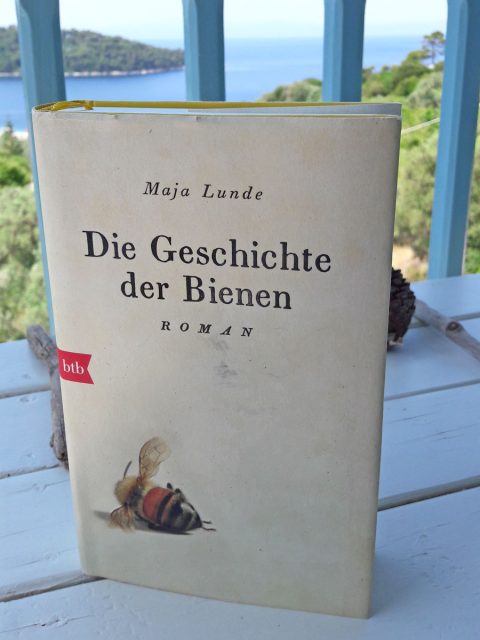 Maja Lunde
Die Geschichte
der Bienen
ROMAN
btb